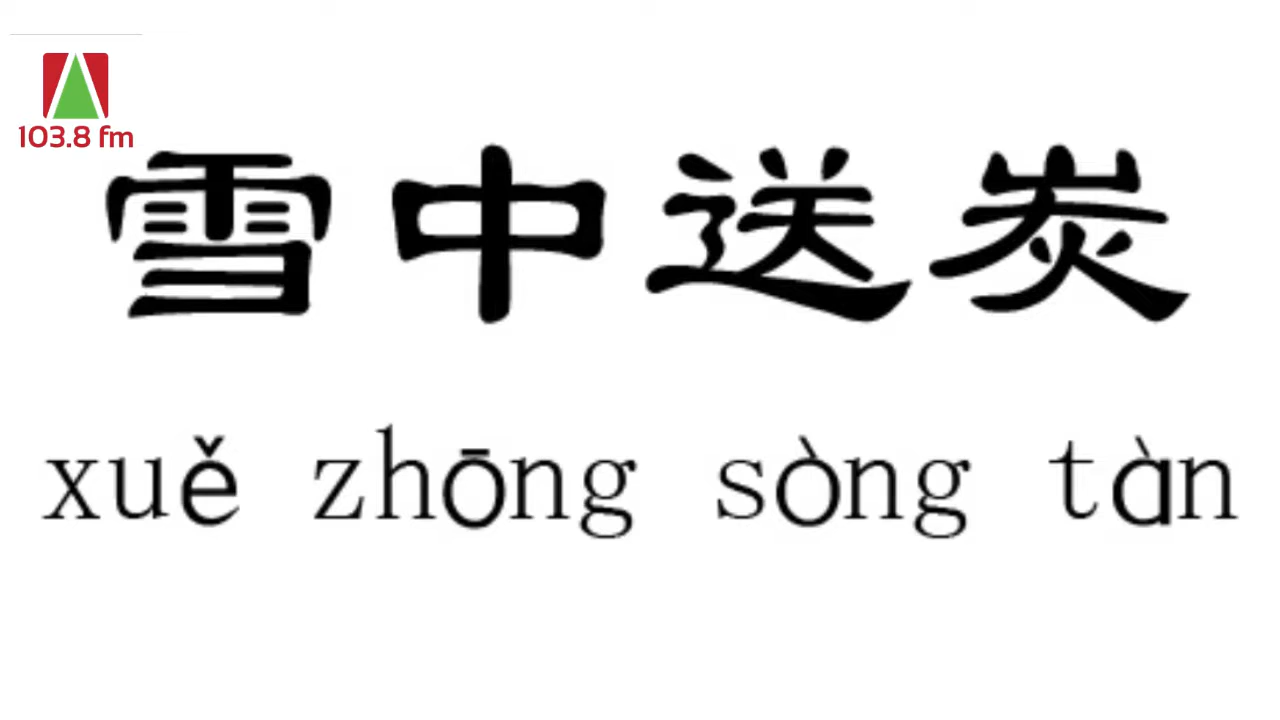 103.8 fm
雪中送炭
xuě zhōng sòng tàn